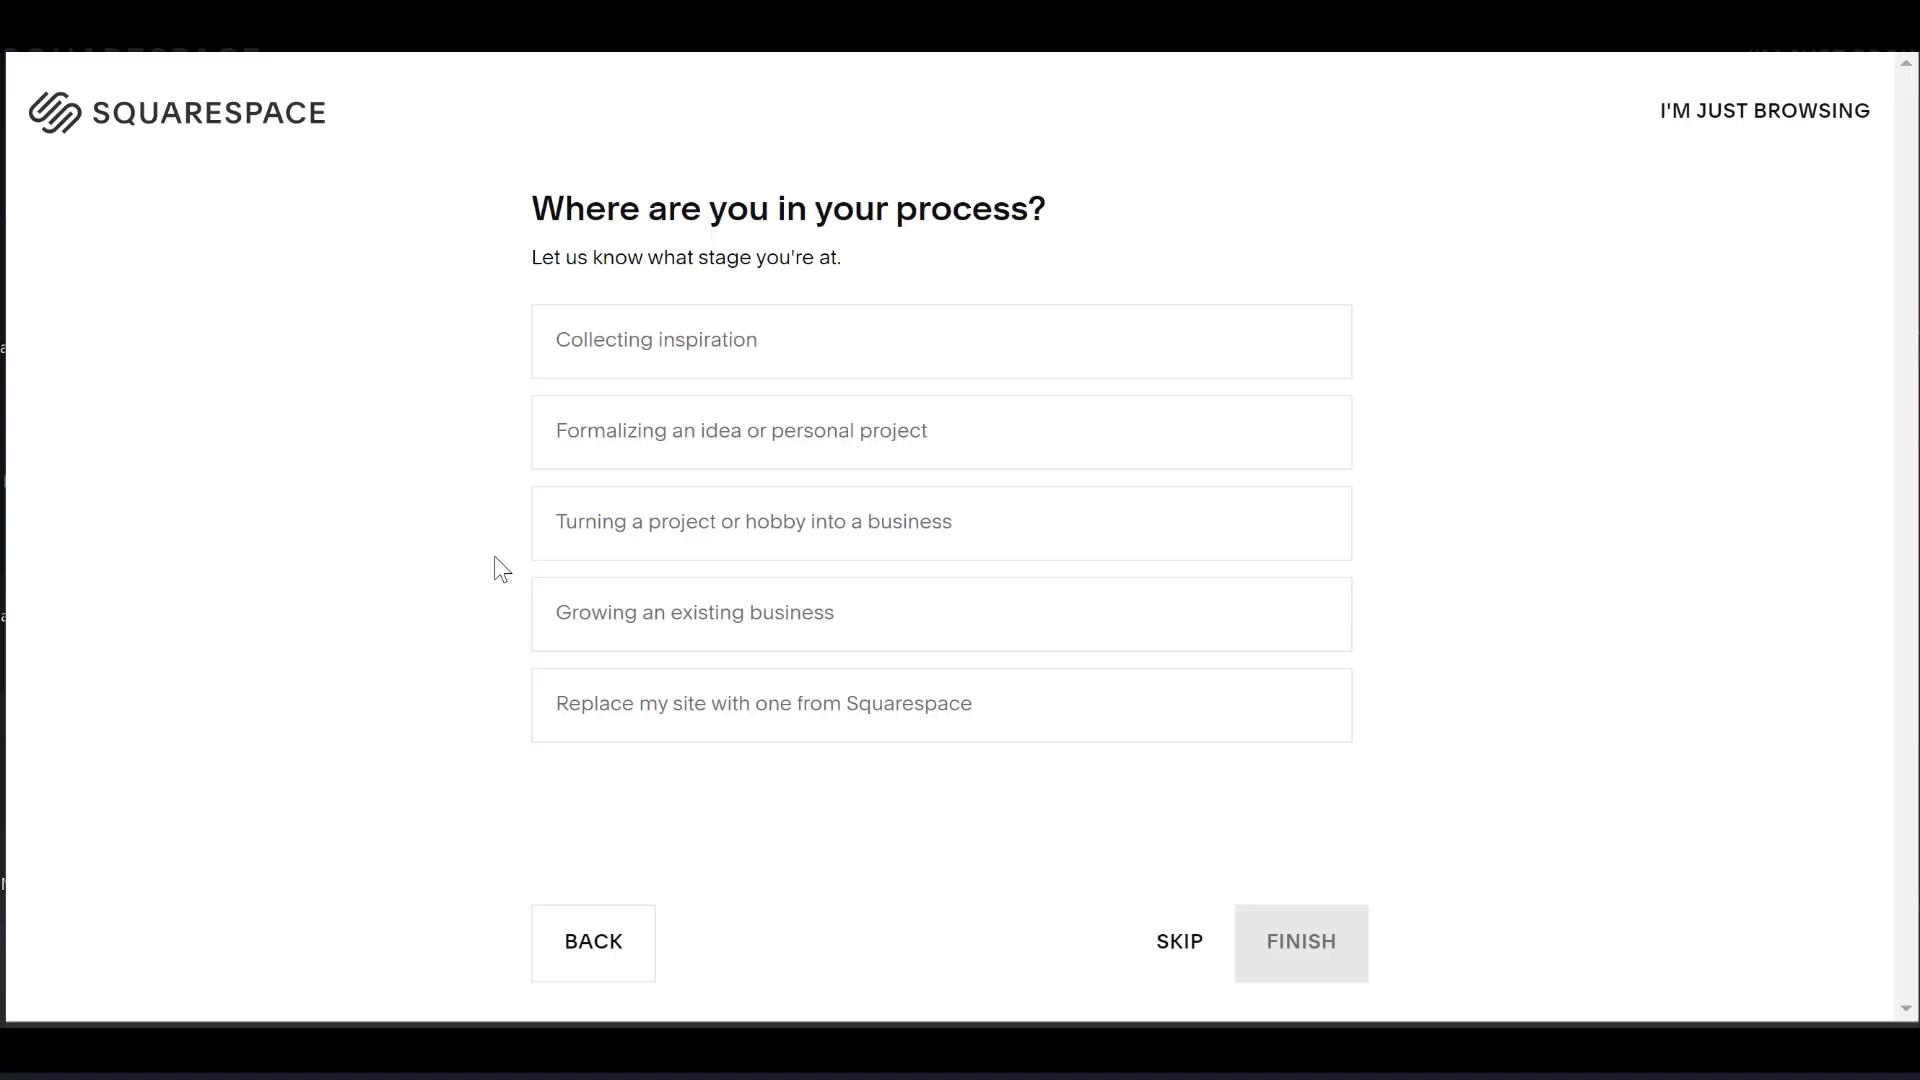 SQUARESPACE
I'M JUST BROWSING
Where are you in your process?
Let us know what stage you're at.
Collecting inspiration
Formalizing an idea or personal project
Turning a project or hobby into a business
Growing an existing business
Replace my site with one from Squarespace
BACK
SKIP
FINISH